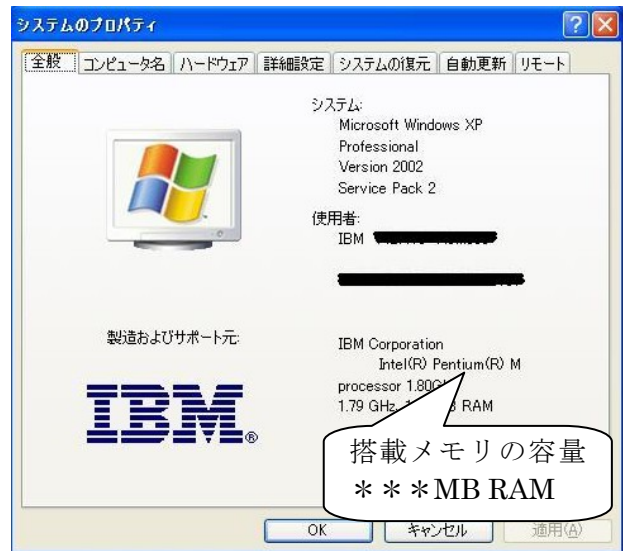 システムのプロパティ
全般 コンピュータ名 ハードウェア 詳細設定 システムの復元 自動更新 リモート
システム:
Microsoft Windows XP
Professional
Version 2002
Service Pack 2
使用者:
IBM
製造およびサポート元:
IBM Corporation
Intel(R) Pentium(R) M
processor 1.80
1.79 GHz, RAM
IBM®
搭載メモリの容量
＊＊＊MB RAM
OK キャンセル 適用(A)